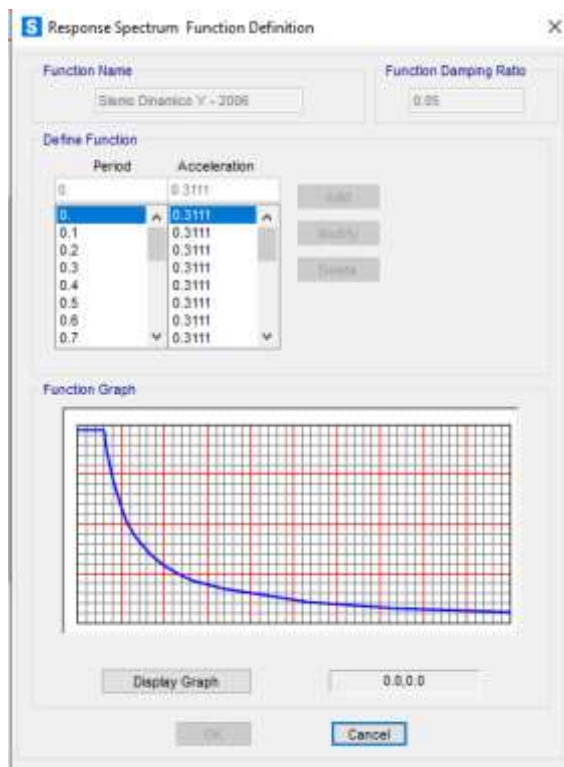 S Response Spectrum Function Definition
Function Name
Function Damping Ratio
Sismo Dinamico Y - 2006
0.05
Define Function
Period Acceleration
0. 0.3111
Add
0. 0.3111
0.1 0.3111
Modify
0.2 0.3111
0.3 0.3111
Delete
0.4 0.3111
0.5 0.3111
0.6 0.3111
0.7 0.3111
Function Graph
Display Graph
0.0,0.0
Cancel